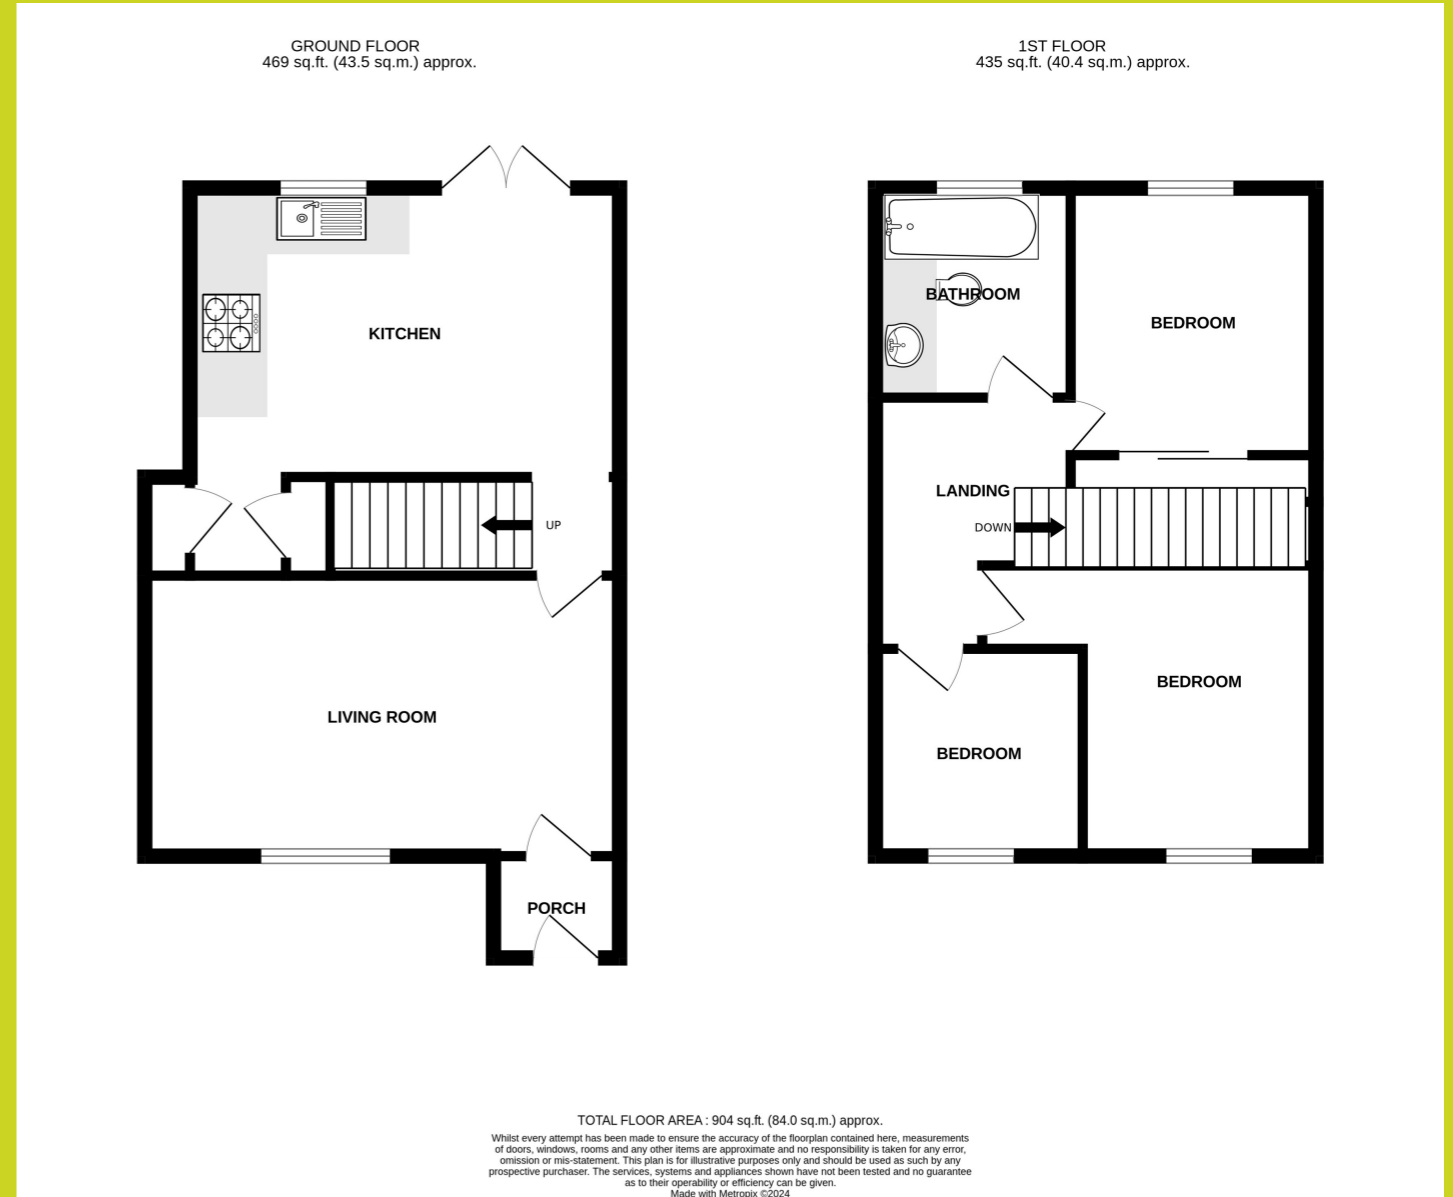 GROUND FLOOR
469 sq.ft. (43.5 sq.m.) approx.
1ST FLOOR
435 sq.ft. (40.4 sq.m.) approx.
KITCHEN
UP
LIVING ROOM
PORCH
BATHROOM
BEDROOM
LANDING
DOWN
BEDROOM
BEDROOM
TOTAL FLOOR AREA : 904 sq.ft. (84.0 sq.m.) approx.
Whilst every attempt has been made to ensure the accuracy of the floorplan contained here, measurements
of doors, windows, rooms and any other items are approximate and no responsibility is taken for any error,
omission or mis-statement. This plan is for illustrative purposes only and should be used as such by any
prospective purchaser. The services, systems and appliances shown have not been tested and no guarantee
as to their operability or efficiency can be given.
Made with Metropix ©2024